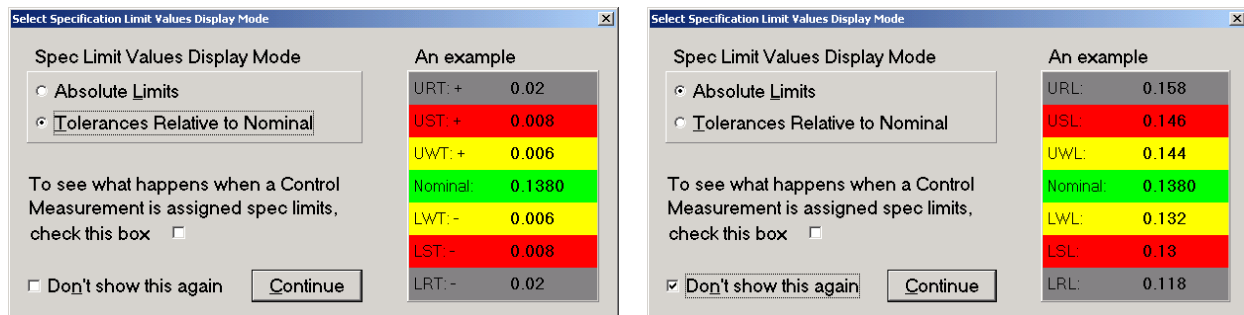 Select Specification Limit Values Display Mode
Spec Limit Values Display Mode
Absolute Limits
Tolerances Relative to Nominal
To see what happens when a Control
Measurement is assigned spec limits,
check this box
Don't show this again
Continue
An example
URT: + 0.02
UST: + 0.008
UWT: + 0.006
Nominal: 0.1380
LWT: - 0.006
LST: - 0.008
LRT: - 0.02
Select Specification Limit Values Display Mode
Spec Limit Values Display Mode
Absolute Limits
Tolerances Relative to Nominal
To see what happens when a Control
Measurement is assigned spec limits,
check this box
Don't show this again
Continue
An example
URL: 0.158
USL: 0.146
UWL: 0.144
Nominal: 0.1380
LWL: 0.132
LSL: 0.13
LRL: 0.118